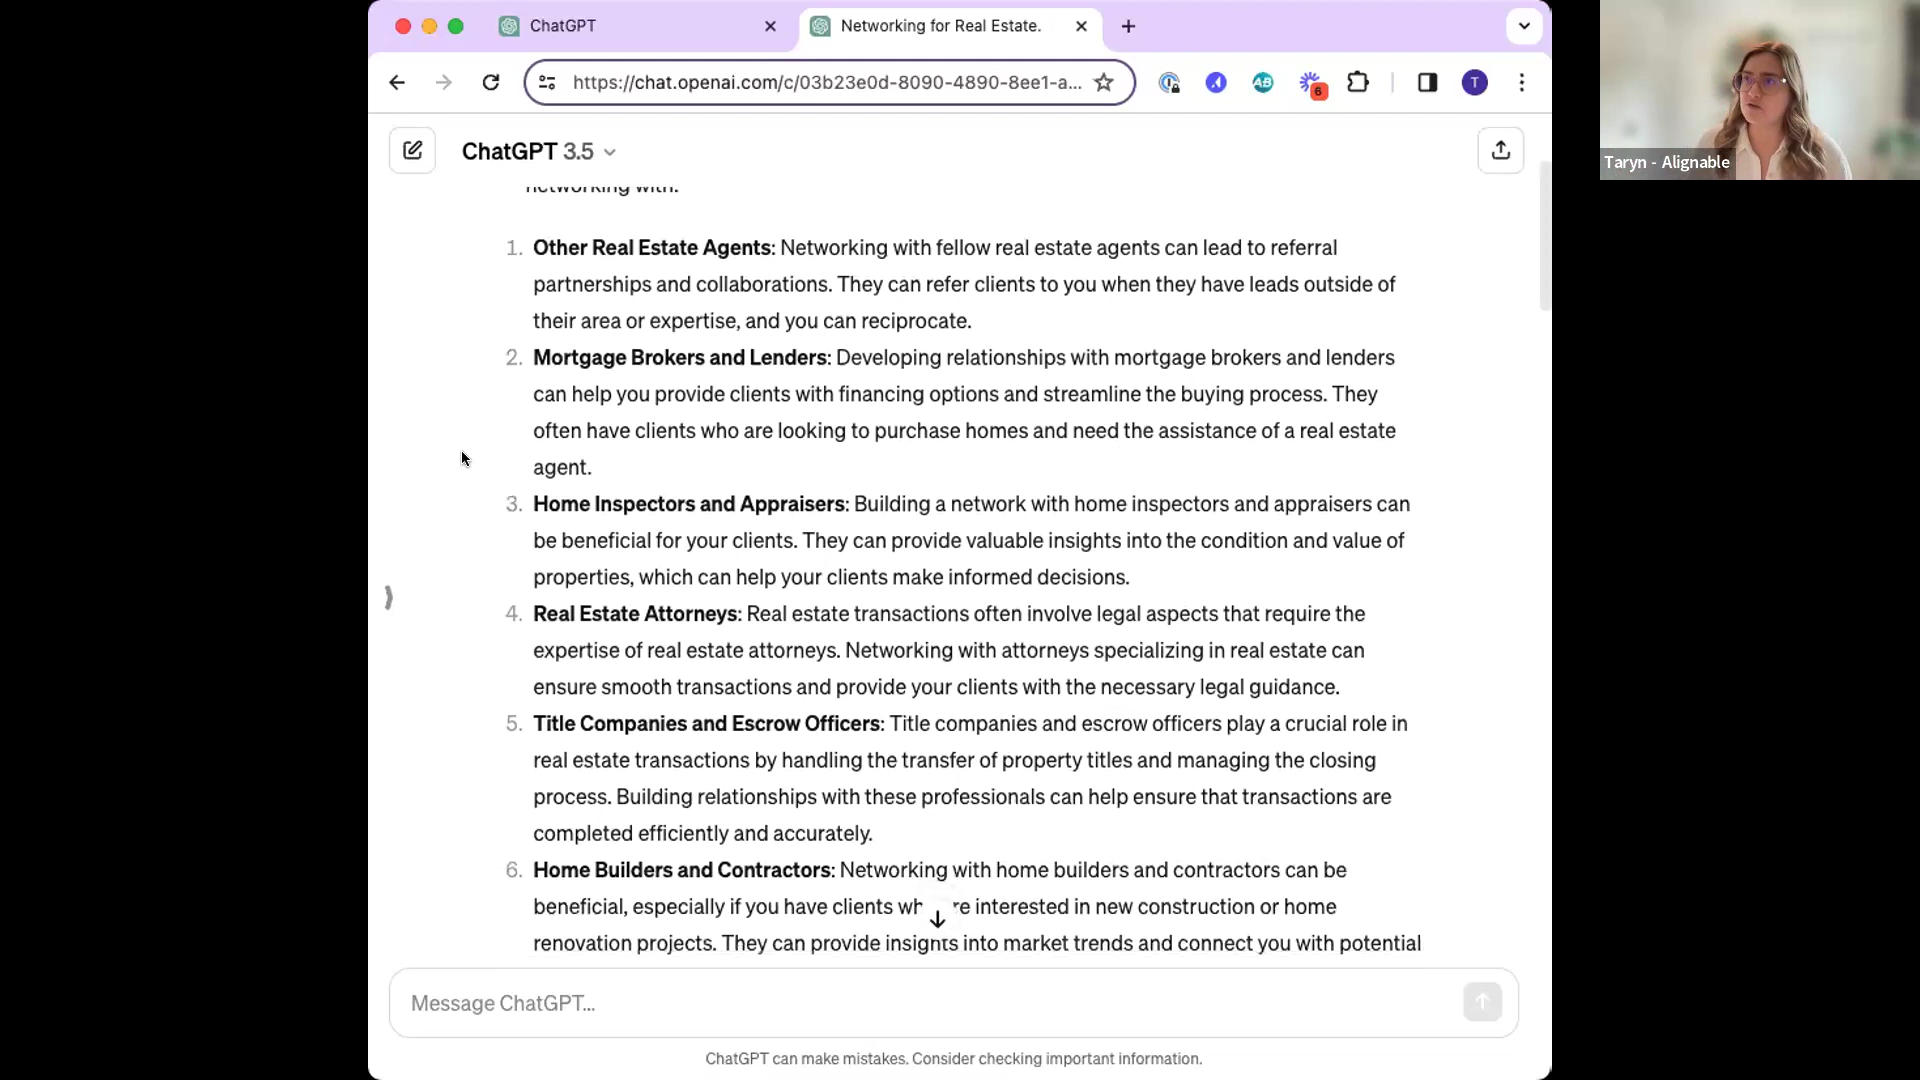 ChatGPT
Networking for Real Estate.
https://chat.openai.com/c/03b23e0d-8090-4890-8ee1-a...
6
T
ChatGPT 3.5
Taryn - Alignable
networking with:
1. Other Real Estate Agents: Networking with fellow real estate agents can lead to referral
partnerships and collaborations. They can refer clients to you when they have leads outside of
their area or expertise, and you can reciprocate.
2. Mortgage Brokers and Lenders: Developing relationships with mortgage brokers and lenders
can help you provide clients with financing options and streamline the buying process. They
often have clients who are looking to purchase homes and need the assistance of a real estate
agent.
3. Home Inspectors and Appraisers: Building a network with home inspectors and appraisers can
be beneficial for your clients. They can provide valuable insights into the condition and value of
properties, which can help your clients make informed decisions.
4. Real Estate Attorneys: Real estate transactions often involve legal aspects that require the
expertise of real estate attorneys. Networking with attorneys specializing in real estate can
ensure smooth transactions and provide your clients with the necessary legal guidance.
5. Title Companies and Escrow Officers: Title companies and escrow officers play a crucial role in
real estate transactions by handling the transfer of property titles and managing the closing
process. Building relationships with these professionals can help ensure that transactions are
completed efficiently and accurately.
6. Home Builders and Contractors: Networking with home builders and contractors can be
beneficial, especially if you have clients interested in new construction or home
renovation projects. They can provide insights into market trends and connect you with potential
Message ChatGPT...
ChatGPT can make mistakes. Consider checking important information.